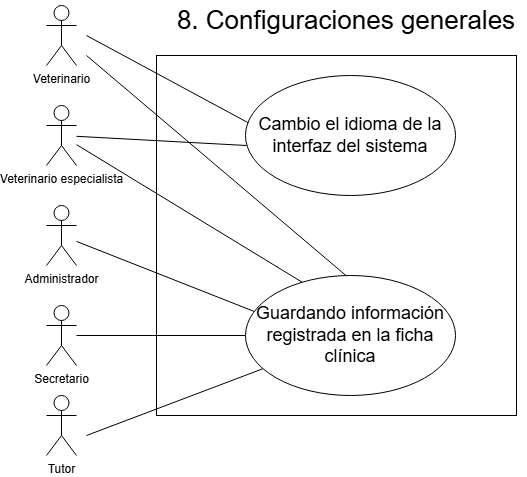 8. Configuraciones generales
Veterinario
Cambio el idioma de la
interfaz del sistema
Veterinario especialista
Administrador
Guardando información
registrada en la ficha
clínica
Secretario
Tutor